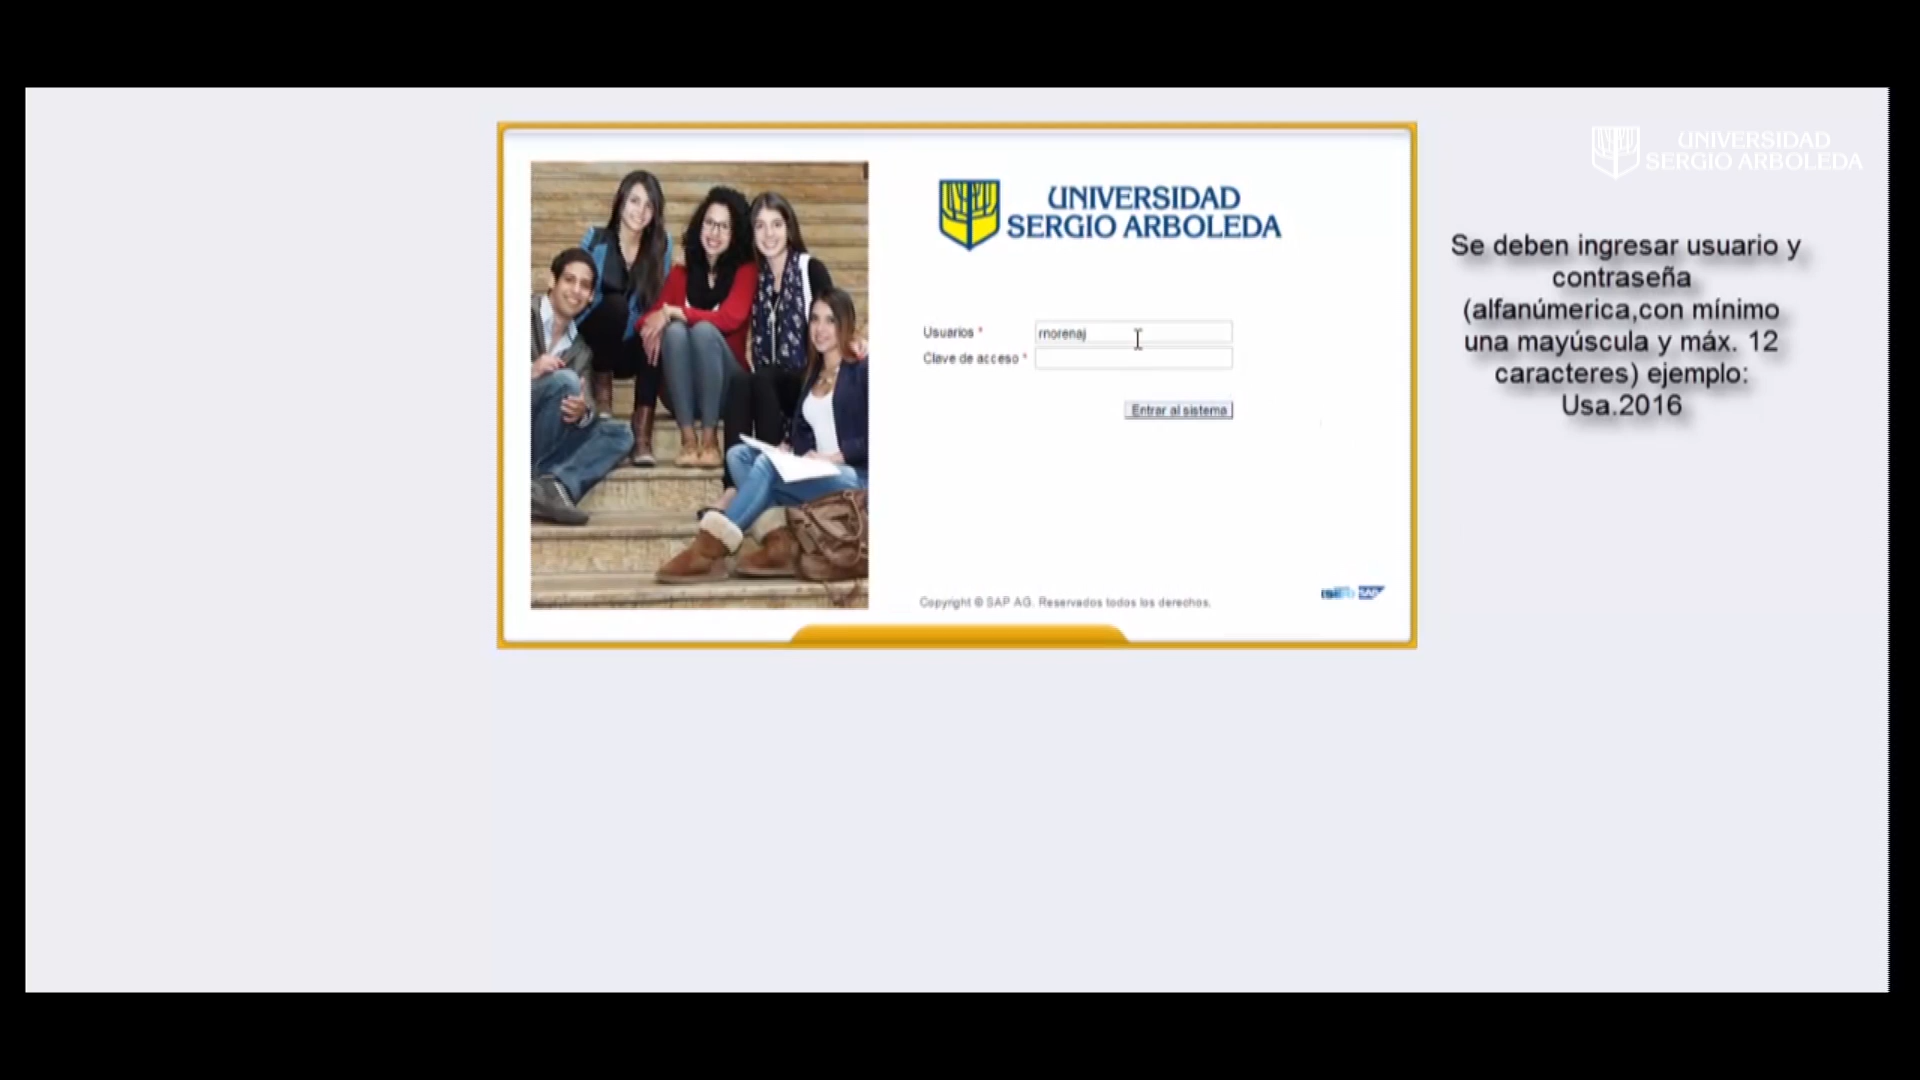 UNIVERSIDAD
SERGIO ARBOLEDA
UNIVERSIDAD
SERGIO ARBOLEDA
Se deben ingresar usuario y
contraseña
(alfanúmerica,con mínimo
una mayúscula y máx. 12
caracteres) ejemplo:
Usa.2016
Usuarios *
Clave de acceso *
Entrar al sistema
Copyright © SAP AG. Reservados todos los derechos.
SAP